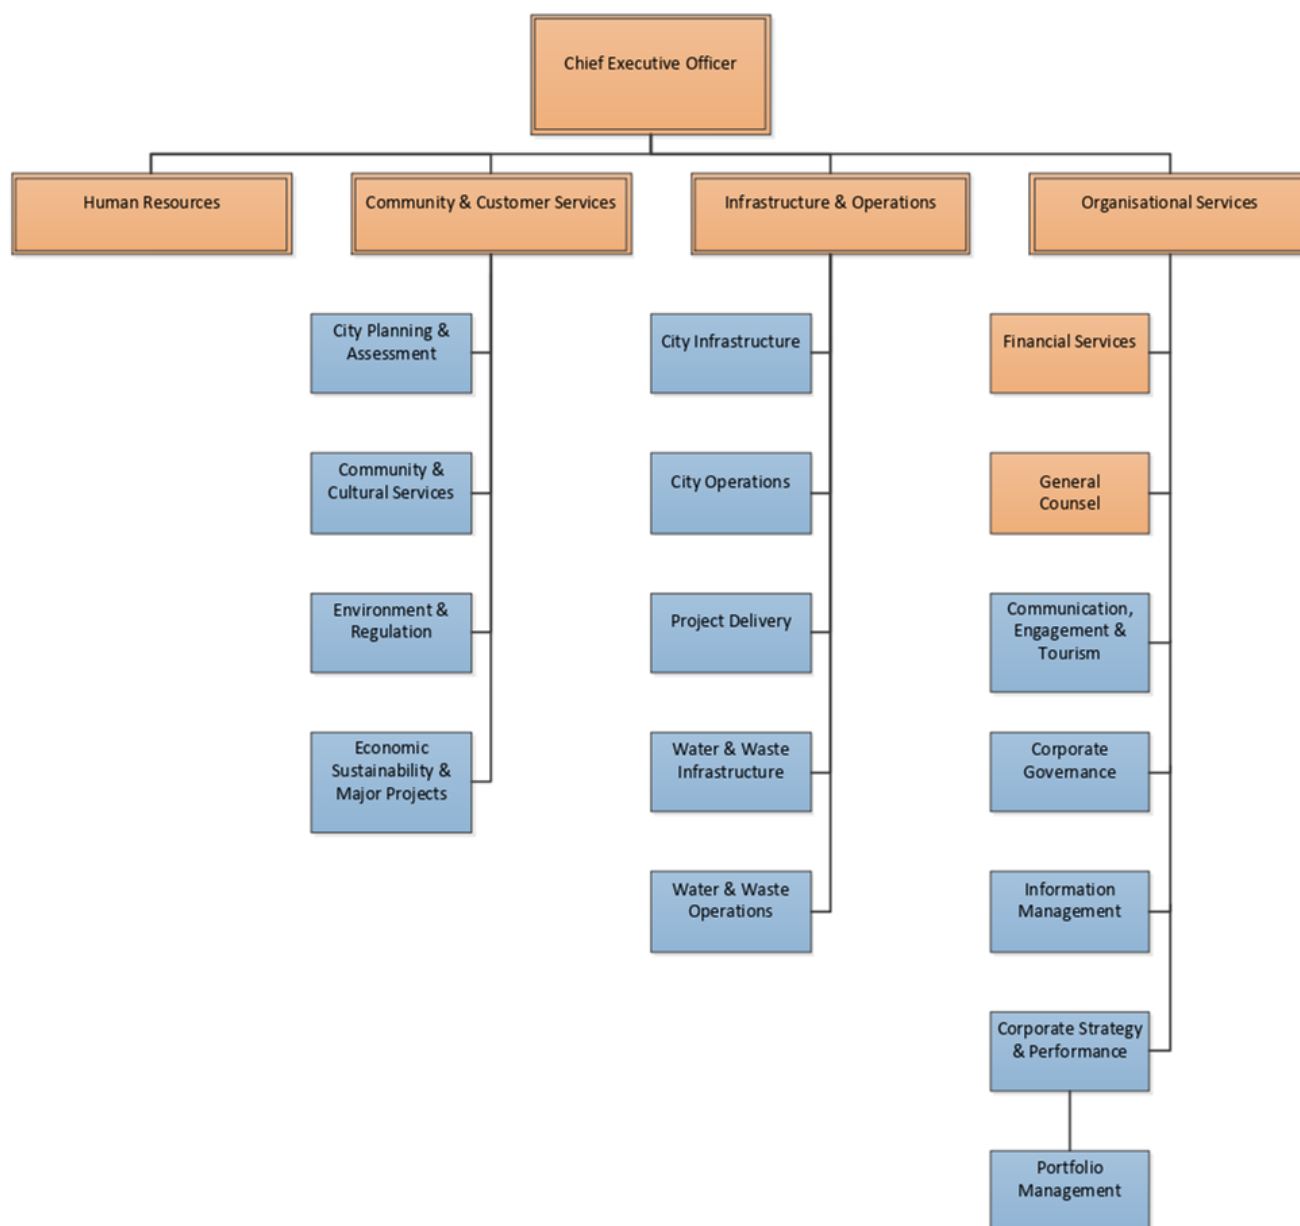 Chief Executive Officer
Human Resources
Community & Customer Services
Infrastructure & Operations
Organisational Services
City Planning &
Assessment
Community &
Cultural Services
Environment &
Regulation
Economic
Sustainability &
Major Projects
City Infrastructure
City Operations
Project Delivery
Water & Waste
Infrastructure
Water & Waste
Operations
Financial Services
General
Counsel
Communication,
Engagement &
Tourism
Corporate
Governance
Information
Management
Corporate Strategy
& Performance
Portfolio
Management